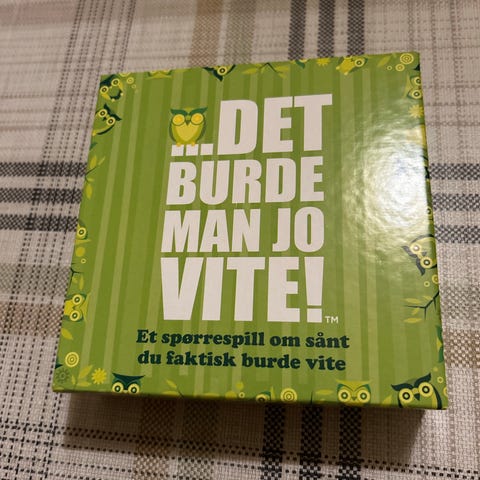 ...DET
BURDE
MAN JO
VITE!™
Et spørrespill om sånt
du faktisk burde vite